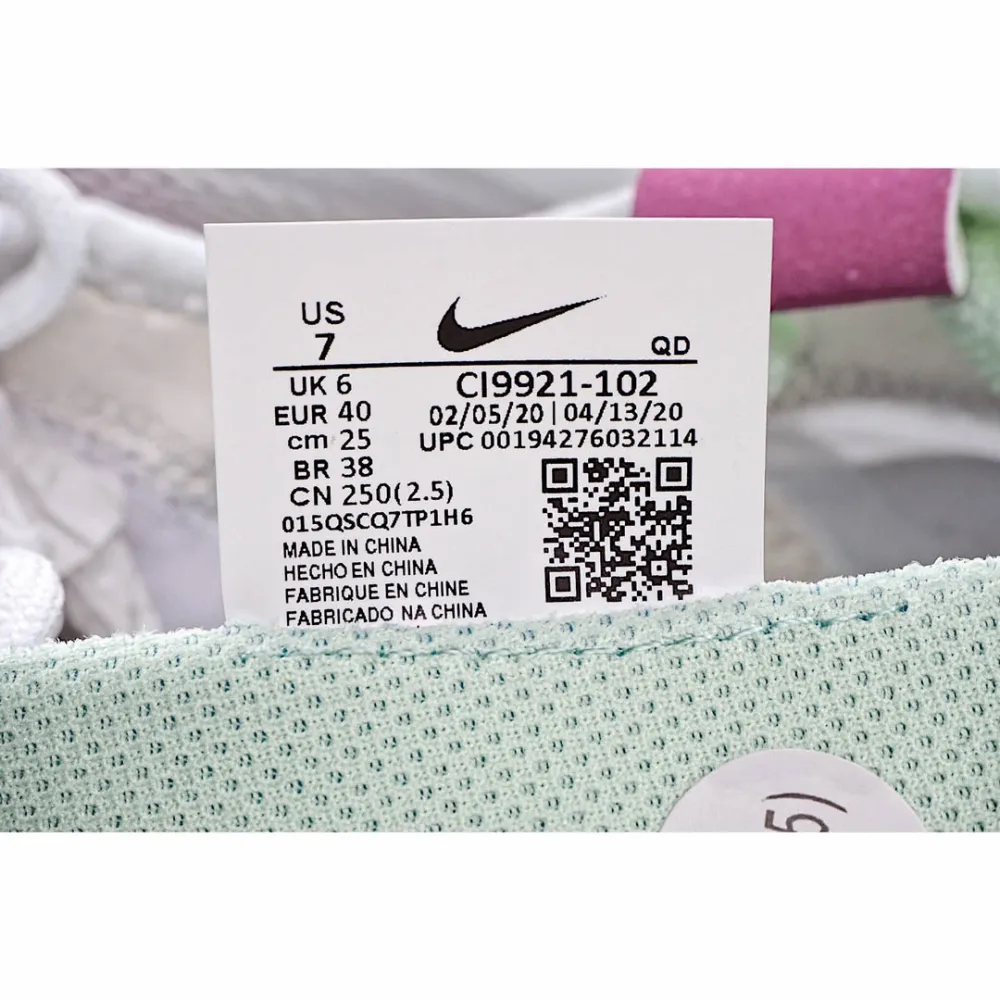 US
7
QD
UK 6
CI9921-102
EUR 40
02/05/20 | 04/13/20
cm 25
UPC 00194276032114
BR 38
CN 250(2.5)
015QSCQ7TP1H6
MADE IN CHINA
HECHO EN CHINA
FABRIQUE EN CHINE
FABRICADO NA CHINA
5)